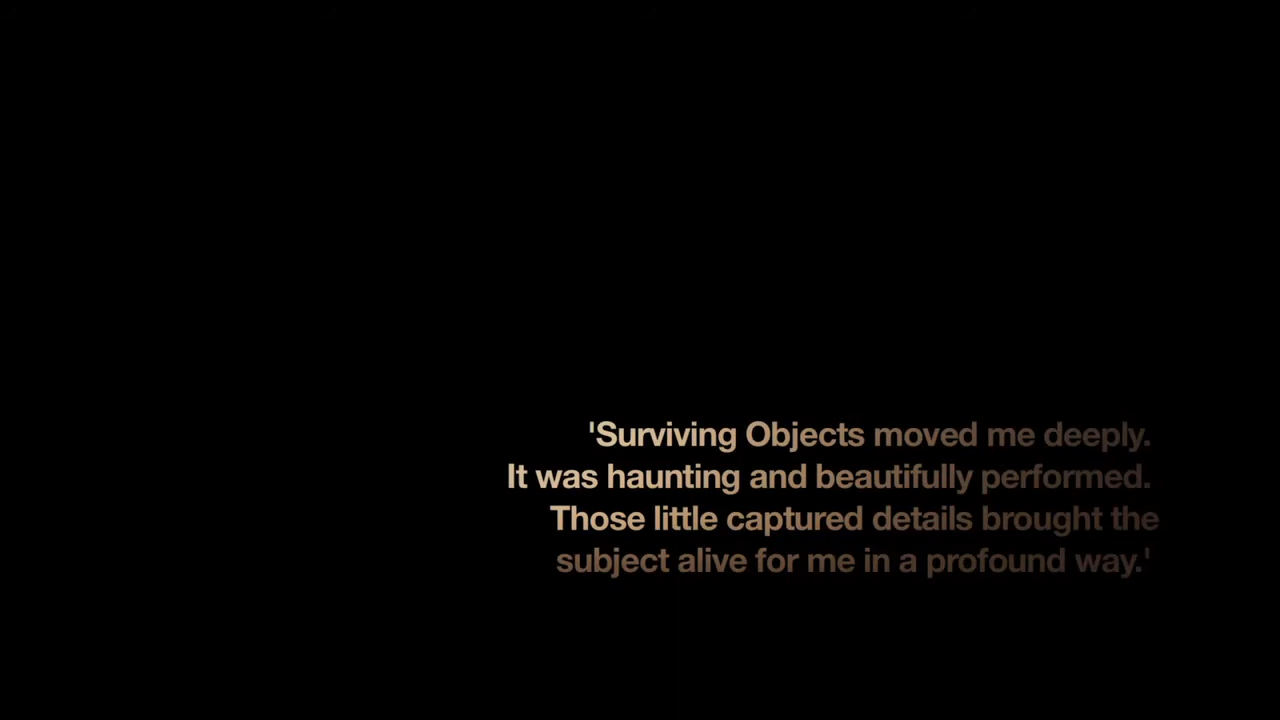 'Surviving Objects moved me deeply.
It was haunting and beautifully performed.
Those little captured details brought the
subject alive for me in a profound way.'